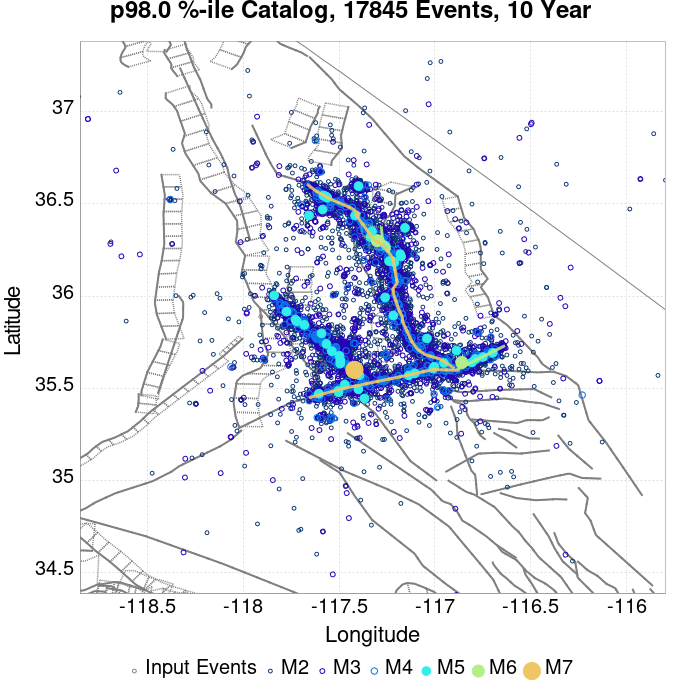 p98.0 %-ile Catalog, 17845 Events, 10 Year
37
36.5
36
35.5
35
34.5
Latitude
-118.5 -118 -117.5 -117 -116.5 -116
Longitude
Input Events M2 M3 M4 M5 M6 M7